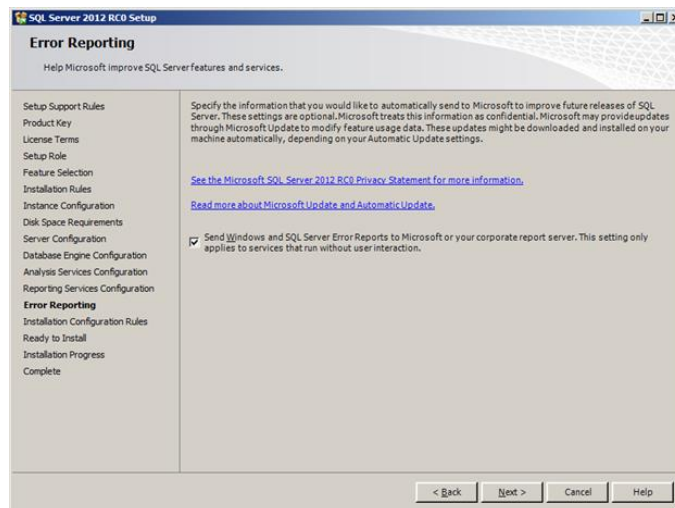 SQL Server 2012 RC0 Setup
Error Reporting
Help Microsoft improve SQL Server features and services.
Setup Support Rules
Product Key
License Terms
Setup Role
Feature Selection
Installation Rules
Instance Configuration
Disk Space Requirements
Server Configuration
Database Engine Configuration
Analysis Services Configuration
Reporting Services Configuration
Error Reporting
Installation Configuration Rules
Ready to Install
Installation Progress
Complete
Specify the information that you would like to automatically send to Microsoft to improve future releases of SQL
Server. These settings are optional. Microsoft treats this information as confidential. Microsoft may provide updates
through Microsoft Update to modify feature usage data. These updates might be downloaded and installed on your
machine automatically, depending on your Automatic Update settings.
See the Microsoft SQL Server 2012 RC0 Privacy Statement for more information.
Read more about Microsoft Update and Automatic Update.
Send Windows and SQL Server Error Reports to Microsoft or your corporate report server. This setting only
applies to services that run without user interaction.
< Back
Next >
Cancel
Help